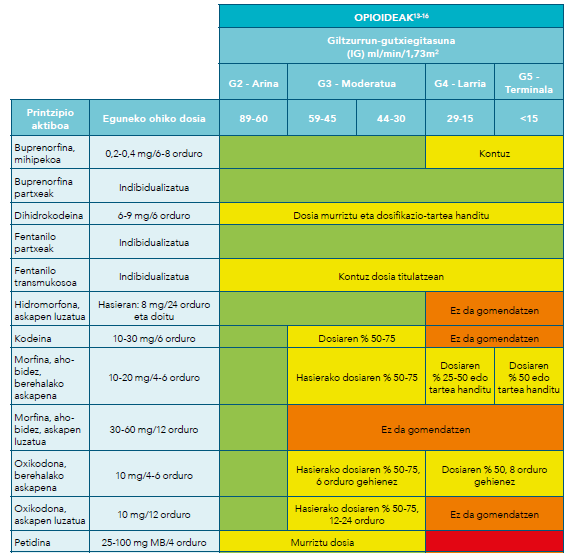 OPIOIDEAK¹³⁻¹⁶
Giltzurrun-gutxiegitasuna
(IG) ml/min/1,73m²
G2 - Arina
G3 - Moderatua
G4 - Larria
G5 -
Terminala
Printzipio
aktiboa
Eguneko ohiko dosia
89-60
59-45
44-30
29-15
<15
Buprenorfina,
mihipekoa
0,2-0,4 mg/6-8 orduro
Kontuz
Buprenorfina
partxeak
Indibidualizatua
Dihidrokodeina
6-9 mg/6 orduro
Dosia murriztu eta dosifikazio-tartea handitu
Fentanilo
partxeak
Indibidualizatua
Fentanilo
transmukosoa
Indibidualizatua
Kontuz dosia titulatzean
Hidromorfona,
askapen luzatua
Hasieran: 8 mg/24 orduro
eta doitu
Ez da gomendatzen
Kodeina
10-30 mg/6 orduro
Dosiaren % 50-75
Ez da gomendatzen
Morfina, aho-
bidez,
berehalako
askapena
10-20 mg/4-6 orduro
Hasierako dosiaren % 50-75
Dosiaren
% 25-50 edo
tartea handitu
Dosiaren
% 50 edo
tartea handitu
Morfina, aho-
bidez, askapen
luzatua
30-60 mg/12 orduro
Ez da gomendatzen
Oxikodona,
berehalako
askapena
10 mg/4-6 orduro
Hasierako dosiaren % 50-75,
6 orduro gehienez
Dosiaren % 50, 8 orduro
gehienez
Oxikodona,
askapen luzatua
10 mg/12 orduro
Hasierako dosiaren % 50-75,
12-24 orduro
Ez da gomendatzen
Petidina
25-100 mg MB/4 orduro
Murriztu dosia